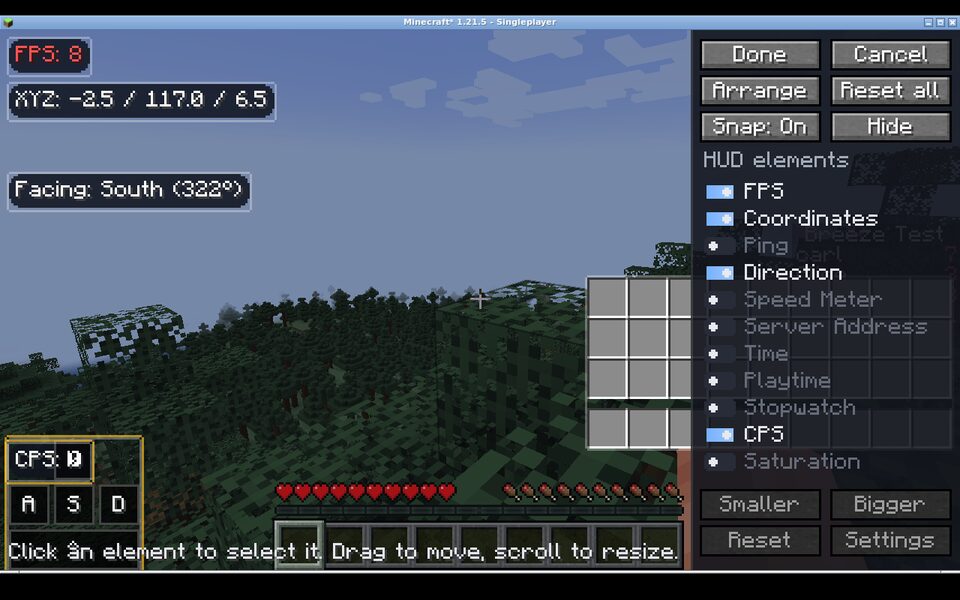 Minecraft* 1.21.5 - Singleplayer
FPS: 8
XYZ: -2.5 / 117.0 / 6.5
Facing: South (322°)
Done
Cancel
Arrange
Reset all
Snap: On
Hide
HUD elements
FPS
Coordinates
Ping
Direction
Speed Meter
Server Address
Time
Playtime
Stopwatch
CPS
Saturation
Smaller
Bigger
Reset
Settings
CPS: 0
A
S
D
Click an element to select it. Drag to move, scroll to resize.